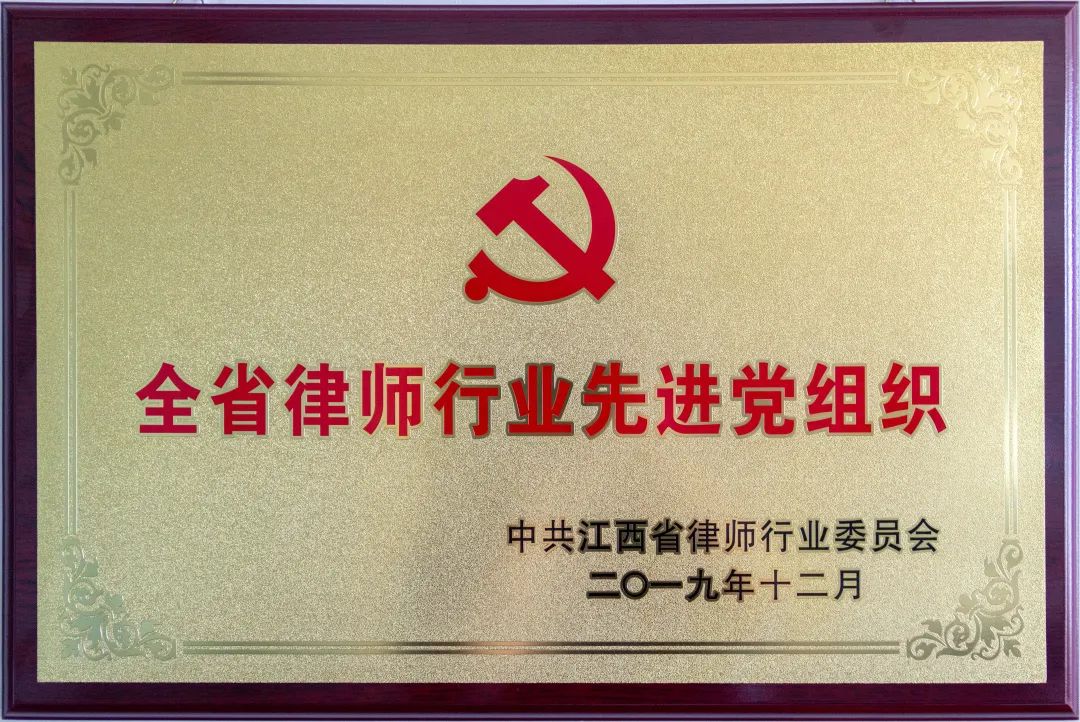 全省律师行业先进党组织
中共江西省律师行业委员会
二〇一九年十二月